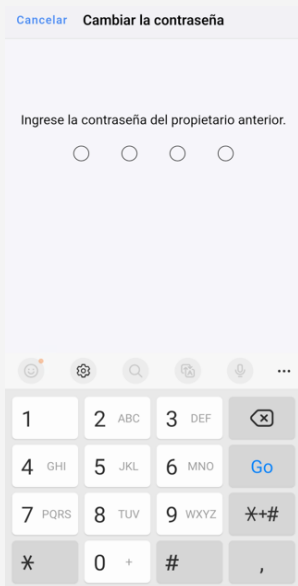 Cancelar Cambiar la contraseña
Ingrese la contraseña del propietario anterior.
1 2 ABC 3 DEF
4 GHI 5 JKL 6 MNO Go
7 PQRS 8 TUV 9 WXYZ *+#
* 0 + # ,